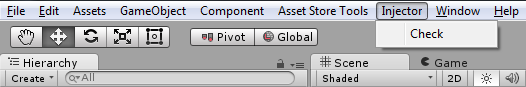 File Edit Assets GameObject Component Asset Store Tools Injector Window Help
Check
Pivot Global
Hierarchy Scene Game
Create All Shaded 2D